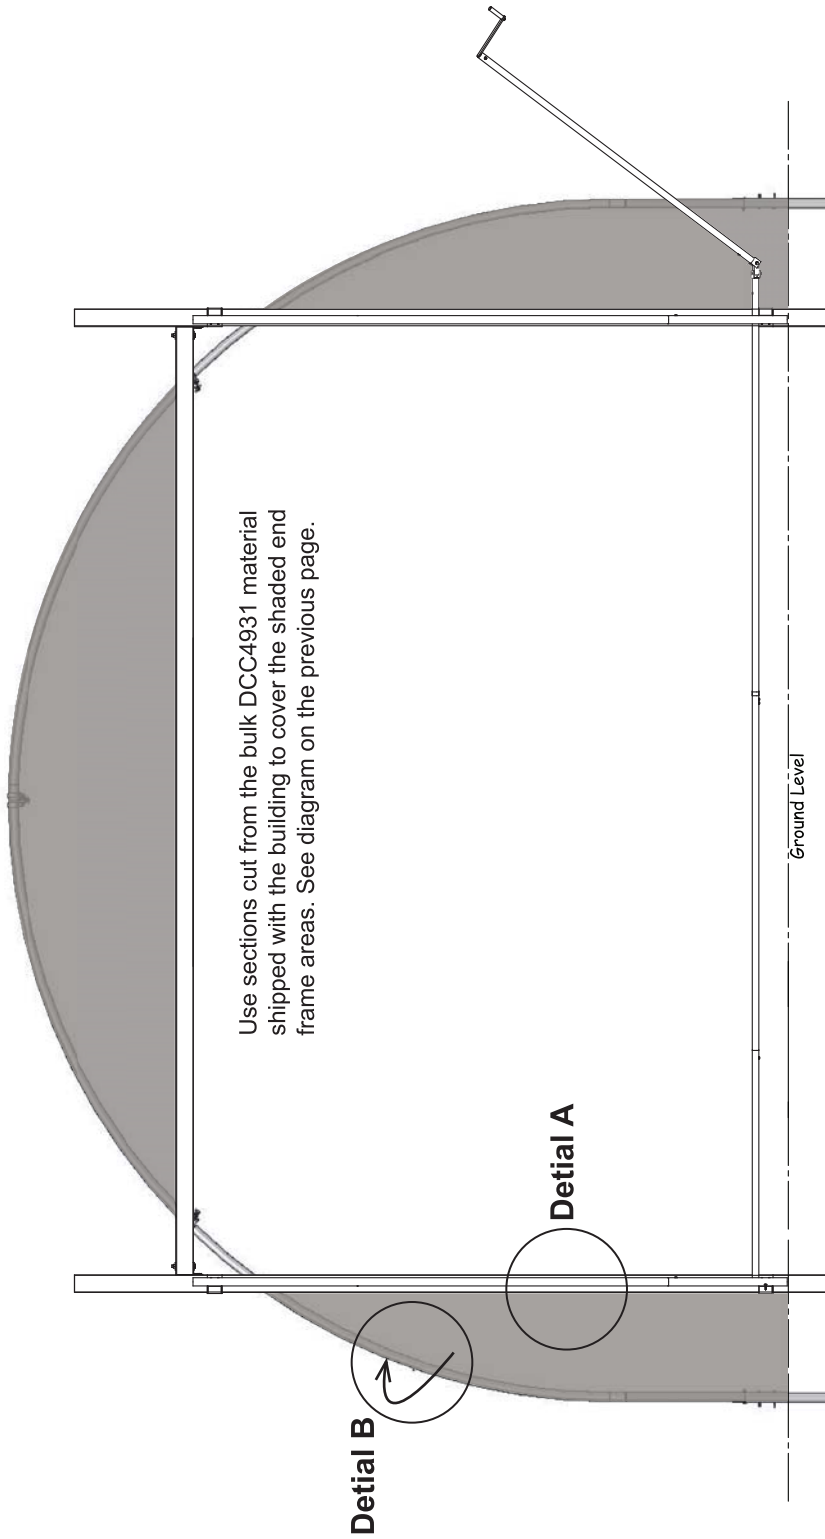 Use sections cut from the bulk DCC4931 material
shipped with the building to cover the shaded end
frame areas. See diagram on the previous page.
Detial B
Detial A
Ground Level